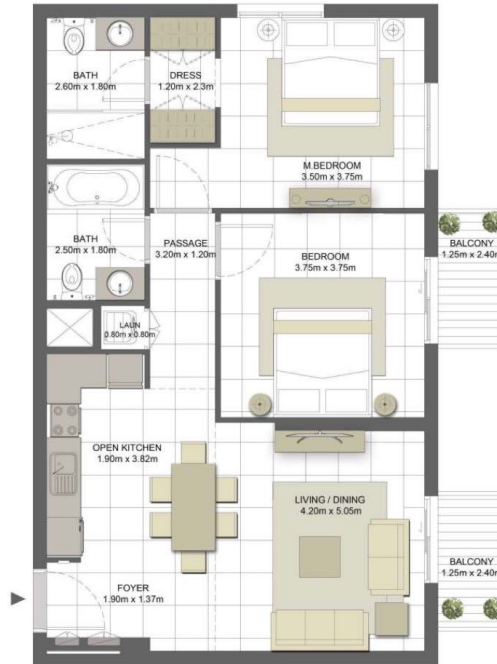 BATH
2.60m x 1.80m
DRESS
1.20m x 2.3m
M.BEDROOM
3.50m x 3.75m
BATH
2.50m x 1.80m
PASSAGE
3.20m x 1.20m
BEDROOM
3.75m x 3.75m
BALCONY
1.25m x 2.40m
LAUN
0.80m x 0.80m
OPEN KITCHEN
1.90m x 3.82m
LIVING / DINING
4.20m x 5.05m
FOYER
1.90m x 1.37m
BALCONY
1.25m x 2.40m